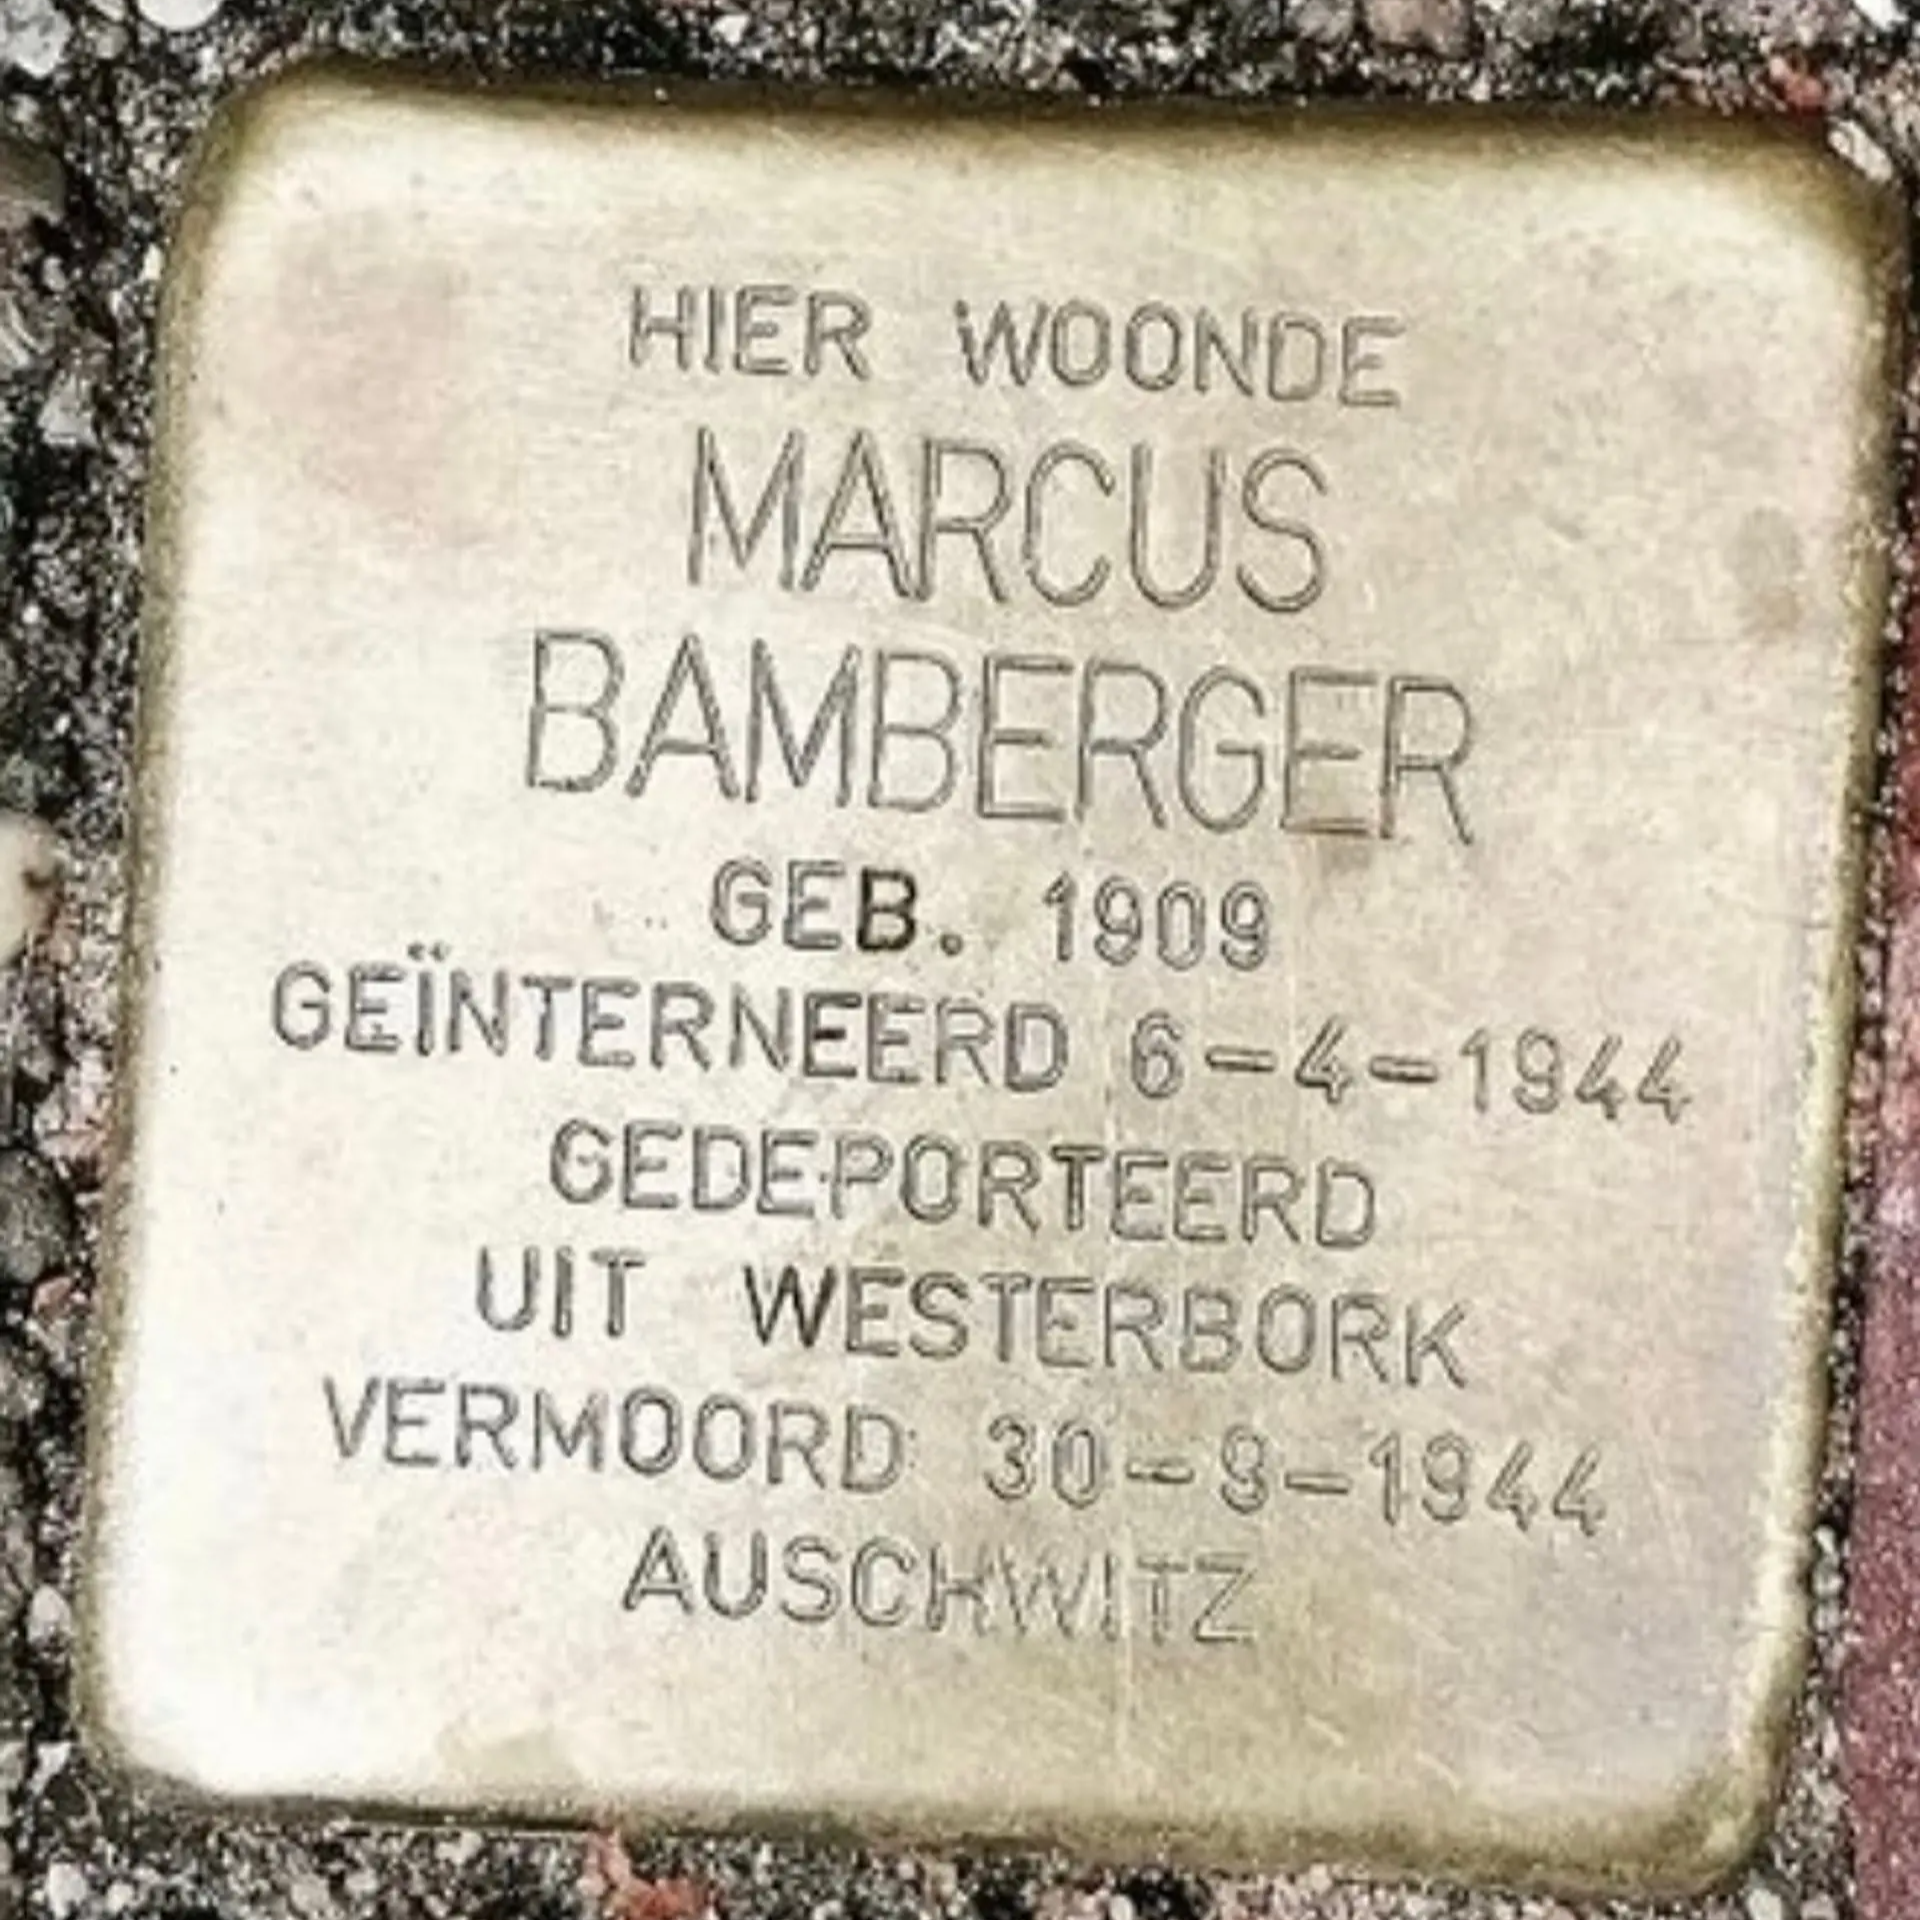 HIER WOONDE
MARCUS
BAMBERGER
GEB. 1909
GEÏNTERNEERD 6-4-1944
GEDEPORTEERD
UIT WESTERBORK
VERMOORD 30-9-1944
AUSCHWITZ